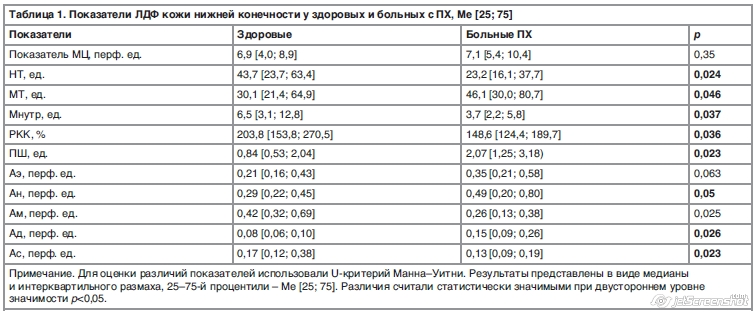 Таблица 1. Показатели ЛДФ кожи нижней конечности у здоровых и больных с ПХ, Me [25; 75]
Показатели Здоровые Больные ПХ p
Показатель МЦ, перф. ед. 6,9 [4,0; 8,9] 7,1 [5,4; 10,4] 0,35
НТ, ед. 43,7 [23,7; 63,4] 23,2 [16,1; 37,7] 0,024
МТ, ед. 30,1 [21,4; 64,9] 46,1 [30,0; 80,7] 0,046
Мнутр, ед. 6,5 [3,1; 12,8] 3,7 [2,2; 5,8] 0,037
РКК, % 203,8 [153,8; 270,5] 148,6 [124,4; 189,7] 0,036
ПШ, ед. 0,84 [0,53; 2,04] 2,07 [1,25; 3,18) 0,023
Аэ, перф. ед. 0,21 [0,16; 0,43] 0,35 [0,21; 0,58] 0,063
Ан, перф. ед. 0,29 [0,22; 0,45] 0,49 [0,20; 0,80] 0,05
Ам, перф. ед. 0,42 [0,32; 0,69] 0,26 [0,13; 0,38] 0,025
Ад, перф. ед. 0,08 [0,06; 0,10] 0,15 [0,09; 0,26] 0,026
Ас, перф. ед. 0,17 [0,12; 0,38] 0,13 [0,09; 0,19] 0,023
Примечание. Для оценки различий показателей использовали U-критерий Манна–Уитни. Результаты представлены в виде медианы
и интерквартильного размаха, 25–75-й процентили – Me [25; 75]. Различия считали статистически значимыми при двустороннем уровне
значимости p<0,05.
jetScreenshot